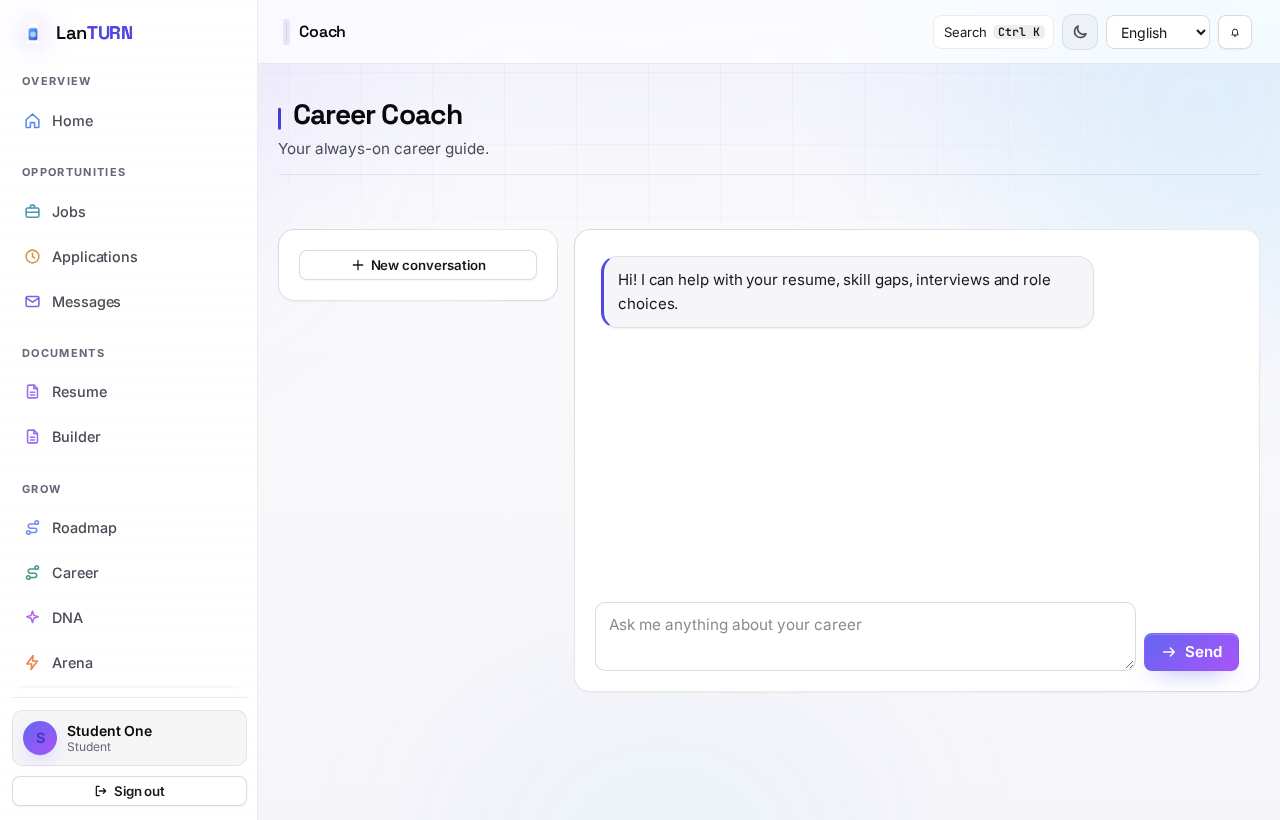 LanTURN
OVERVIEW
Home
OPPORTUNITIES
Jobs
Applications
Messages
DOCUMENTS
Resume
Builder
GROW
Roadmap
Career
DNA
Arena
S
Student One
Student
Sign out
Coach
Search Ctrl K
English
Career Coach
Your always-on career guide.
New conversation
Hi! I can help with your resume, skill gaps, interviews and role
choices.
Ask me anything about your career
Send